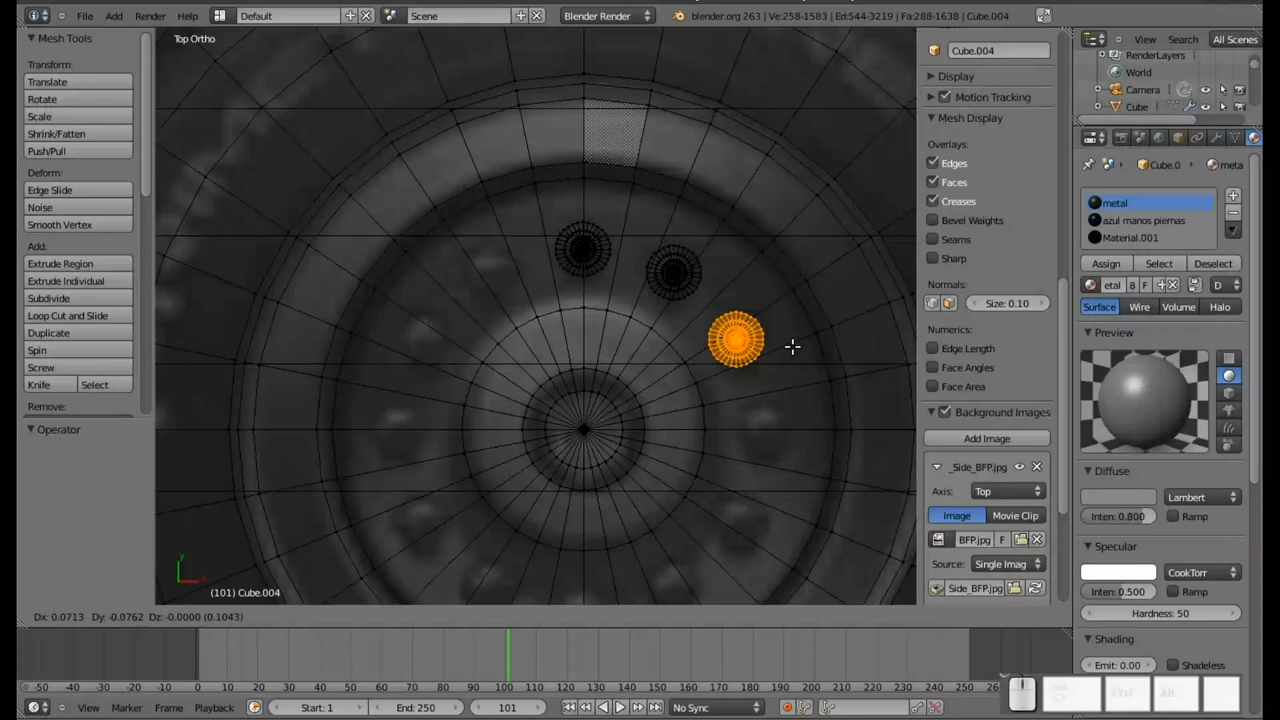 File Add Render Help Default Scene Blender Render blender.org 263 | Ve:258-1583 | Ed:544-3219 | Fa:288-1638 | Cube.004
Mesh Tools
Transform:
Translate
Rotate
Scale
Shrink/Fatten
Push/Pull
Deform:
Edge Slide
Noise
Smooth Vertex
Add:
Extrude Region
Extrude Individual
Subdivide
Loop Cut and Slide
Duplicate
Spin
Screw
Knife Select
Remove:
Operator
Top Ortho
y
x
(101) Cube.004
Dx: 0.0713 Dy: -0.0762 Dz: -0.0000 (0.1043)
Cube.004
Display
Motion Tracking
Mesh Display
Overlays:
Edges
Faces
Creases
Bevel Weights
Seams
Sharp
Normals:
Size: 0.10
Numerics:
Edge Length
Face Angles
Face Area
Background Images
Add Image
_Side_BFP.jpg
Axis: Top
Image Movie Clip
BFP.jpg F
Source: Single Imag
Side_BFP.jpg
View Search All Scenes
RenderLayers
World
Camera
Cube
Cube.0 meta
metal
azul manos piernas
Material.001
Assign Select Deselect
etal 8 F D
Surface Wire Volume Halo
Preview
Diffuse
Lambert
Inten: 0.800 Ramp
Specular
CookTorr
Inten: 0.500 Ramp
Hardness: 50
Shading
Emit: 0.00 Shadeless
Ctrl Alt
-50 -40 -30 -20 -10 0 10 20 30 40 50 60 70 80 90 100 110 120 130 140 150 160 170 180 190 200 210 220 230 240 250 26
View Marker Frame Playback Start: 1 End: 250 101 No Sync